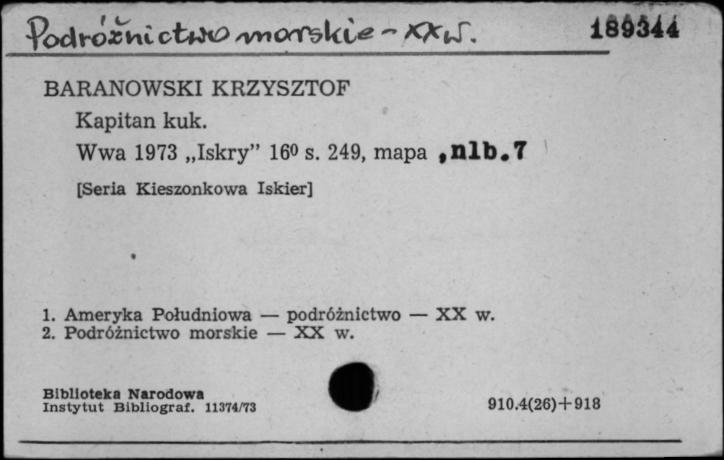 Podróżnictwo morskie - XX w.
189344
BARANOWSKI KRZYSZTOF
Kapitan kuk.
Wwa 1973 „Iskry” 16⁰ s. 249, mapa ,nlb.7
[Seria Kieszonkowa Iskier]
1. Ameryka Południowa — podróżnictwo — XX w.
2. Podróżnictwo morskie — XX w.
Biblioteka Narodowa
Instytut Bibliograf. 11374/73
910.4(26)+918